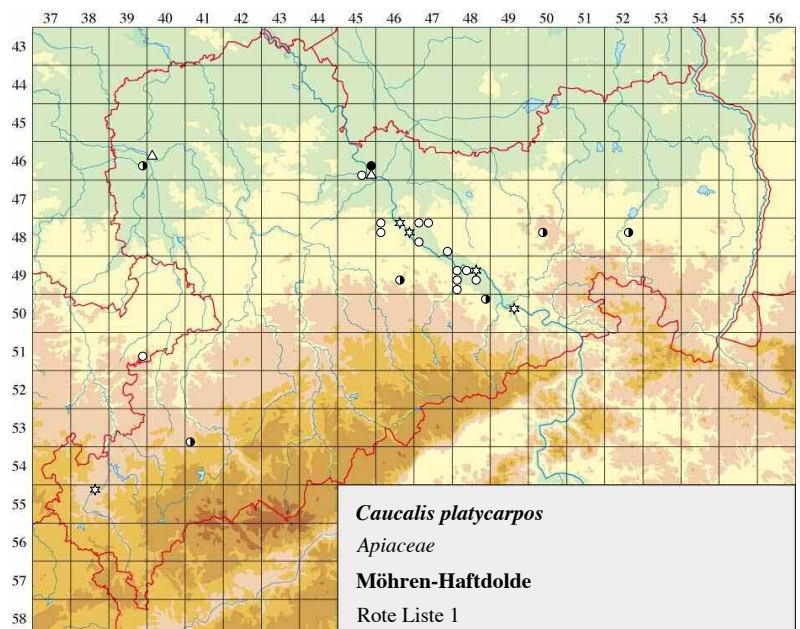 37 38 39 40 41 42 43 44 45 46 47 48 49 50 51 52 53 54 55 56
43
44
45
46
48
49
51
52
53
54
55
56
57
58
Caucalis platycarpos
Apiaceae
Möhren-Haftdolde
Rote Liste 1